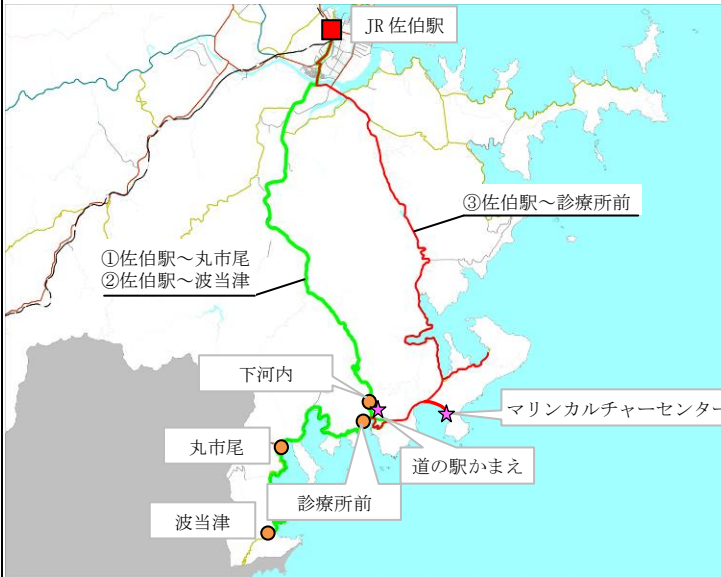 JR 佐伯駅
③佐伯駅～診療所前
①佐伯駅～丸市尾
②佐伯駅～波当津
下河内
マリンカルチャーセンター
丸市尾
道の駅かまえ
診療所前
波当津